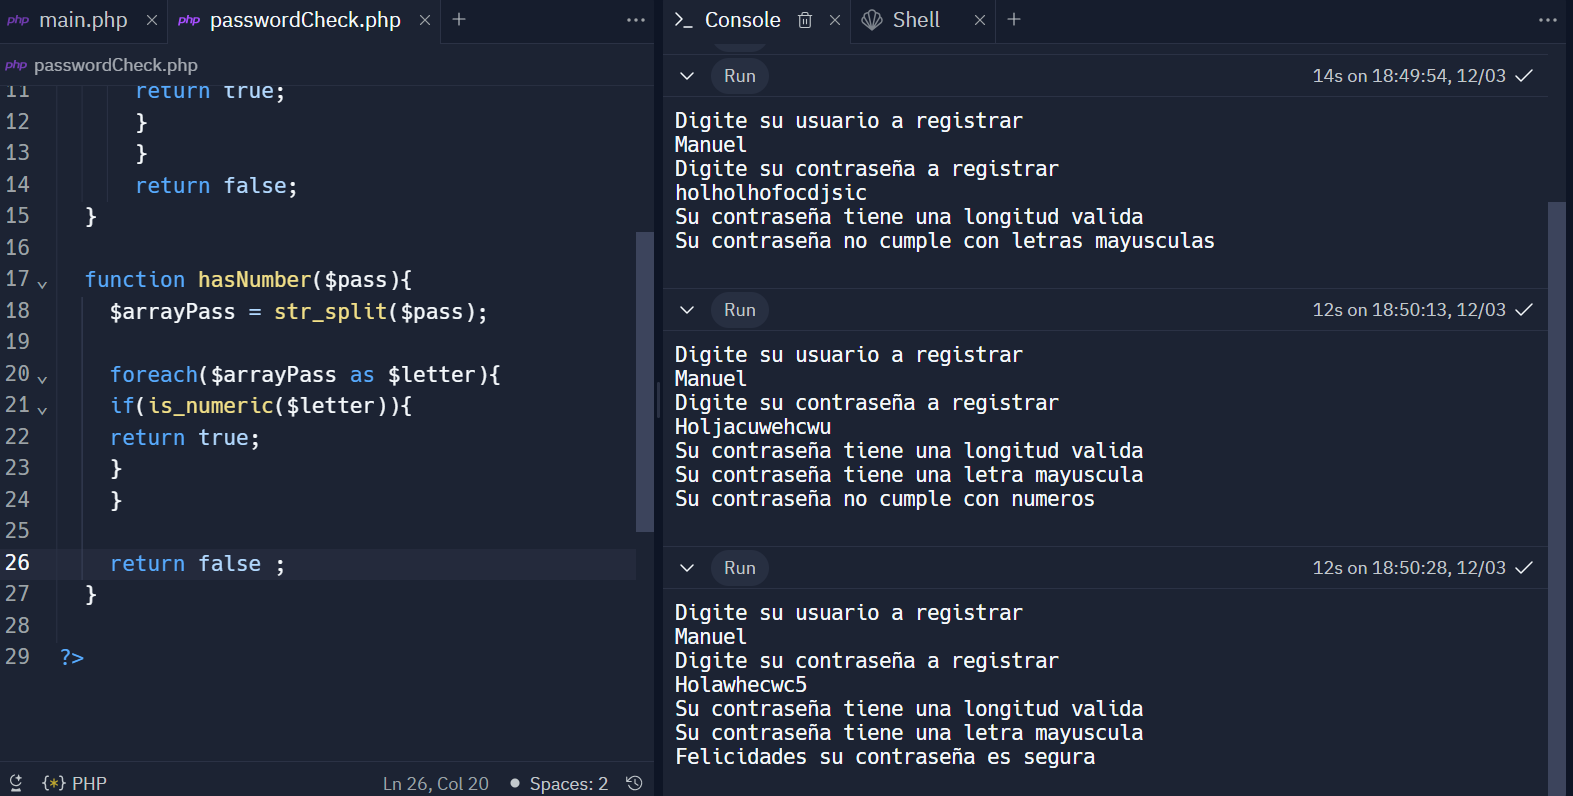 php main.php × php passwordCheck.php × + ...
php passwordCheck.php
11 return true;
12 }
13 }
14 return false;
15 }
16
17 function hasNumber($pass){
18 $arrayPass = str_split($pass);
19
20 foreach($arrayPass as $letter){
21 if(is_numeric($letter)){
22 return true;
23 }
24 }
25
26 return false ;
27 }
28
29 ?>
{*} PHP Ln 26, Col 20 • Spaces: 2
>_ Console × Shell × + ...
Run 14s on 18:49:54, 12/03
Digite su usuario a registrar
Manuel
Digite su contraseña a registrar
holholhofocdjsic
Su contraseña tiene una longitud valida
Su contraseña no cumple con letras mayusculas
Run 12s on 18:50:13, 12/03
Digite su usuario a registrar
Manuel
Digite su contraseña a registrar
Holjacuwehcwu
Su contraseña tiene una longitud valida
Su contraseña tiene una letra mayuscula
Su contraseña no cumple con numeros
Run 12s on 18:50:28, 12/03
Digite su usuario a registrar
Manuel
Digite su contraseña a registrar
Holawhecwc5
Su contraseña tiene una longitud valida
Su contraseña tiene una letra mayuscula
Felicidades su contraseña es segura